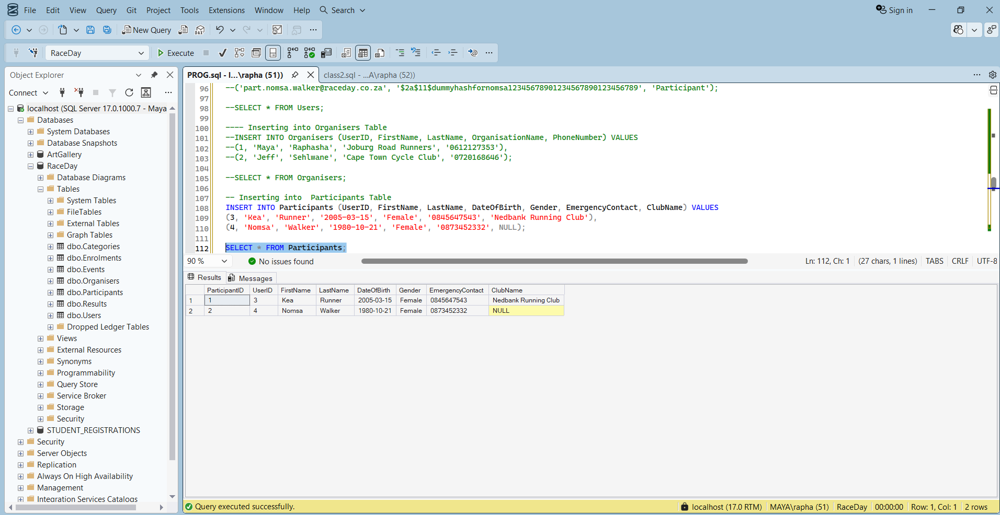 File Edit View Query Git Project Tools Extensions Window Help Search Sign in
New Query DAX
RaceDay Execute
Object Explorer
Connect
localhost (SQL Server 17.0.1000.7 - Maya
Databases
System Databases
Database Snapshots
ArtGallery
RaceDay
Database Diagrams
Tables
System Tables
FileTables
External Tables
Graph Tables
dbo.Categories
dbo.Enrolments
dbo.Events
dbo.Organisers
dbo.Participants
dbo.Results
dbo.Users
Dropped Ledger Tables
Views
External Resources
Synonyms
Programmability
Query Store
Service Broker
Storage
Security
STUDENT_REGISTRATIONS
Security
Server Objects
Replication
Always On High Availability
Management
Integration Services Catalogs
PROG.sql - l...\rapha (51)) class2.sql - ...A\rapha (52))
96 --('part.nomsa.walker@raceday.co.za', '$2a$11$dummyhashfornomsa12345678901234567890123456789', 'Participant');
97
98 --SELECT * FROM Users;
99
100 ---- Inserting into Organisers Table
101 --INSERT INTO Organisers (UserID, FirstName, LastName, OrganisationName, PhoneNumber) VALUES
102 --(1, 'Maya', 'Raphasha', 'Joburg Road Runners', '0612127353'),
103 --(2, 'Jeff', 'Sehlwane', 'Cape Town Cycle Club', '0720168646');
104
105 --SELECT * FROM Organisers;
106
107 -- Inserting into  Participants Table
108 INSERT INTO Participants (UserID, FirstName, LastName, DateOfBirth, Gender, EmergencyContact, ClubName) VALUES
109 (3, 'Kea', 'Runner', '2005-03-15', 'Female', '0845647543', 'Nedbank Running Club'),
110 (4, 'Nomsa', 'Walker', '1980-10-21', 'Female', '0873452332', NULL);
111
112 SELECT * FROM Participants;
90 % No issues found Ln: 112, Ch: 1 (27 chars, 1 lines) TABS CRLF UTF-8
Results Messages
ParticipantID UserID FirstName LastName DateOfBirth Gender EmergencyContact ClubName
1 1 3 Kea Runner 2005-03-15 Female 0845647543 Nedbank Running Club
2 2 4 Nomsa Walker 1980-10-21 Female 0873452332 NULL
Query executed successfully. localhost (17.0 RTM) MAYA\rapha (51) RaceDay 00:00:00 Row: 1, Col: 1 2 rows